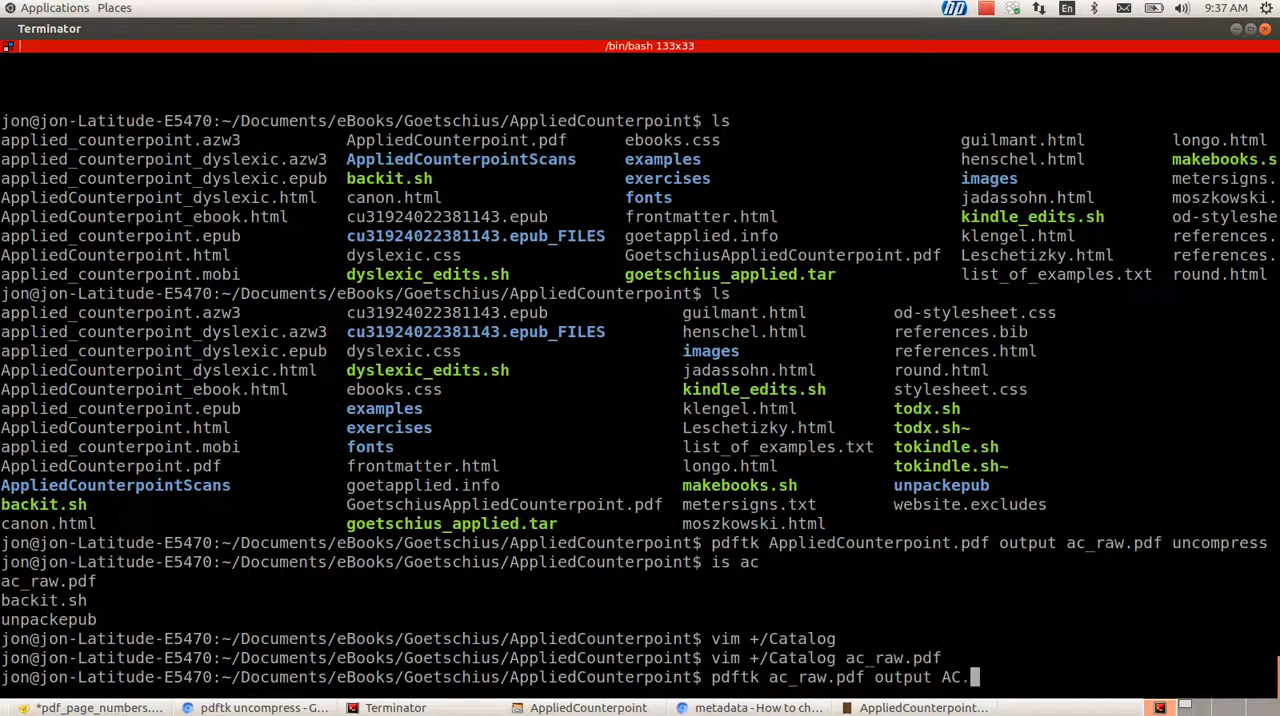 Applications Places En 9:37 AM
Terminator
/bin/bash 133x33
jon@jon-Latitude-E5470:~/Documents/eBooks/Goetschius/AppliedCounterpoint$ ls
applied_counterpoint.azw3 AppliedCounterpoint.pdf ebooks.css guilmant.html longo.html
applied_counterpoint_dyslexic.azw3 AppliedCounterpointScans examples henschel.html makebooks.s
applied_counterpoint_dyslexic.epub backit.sh exercises images metersigns.
AppliedCounterpoint_dyslexic.html canon.html fonts jadassohn.html moszkowski.
AppliedCounterpoint_ebook.html cu31924022381143.epub frontmatter.html kindle_edits.sh od-styleshe
applied_counterpoint.epub cu31924022381143.epub_FILES goetapplied.info klengel.html references.
AppliedCounterpoint.html dyslexic.css GoetschiusAppliedCounterpoint.pdf Leschetizky.html references.
applied_counterpoint.mobi dyslexic_edits.sh goetschius_applied.tar list_of_examples.txt round.html
jon@jon-Latitude-E5470:~/Documents/eBooks/Goetschius/AppliedCounterpoint$ ls
applied_counterpoint.azw3 cu31924022381143.epub guilmant.html od-stylesheet.css
applied_counterpoint_dyslexic.azw3 cu31924022381143.epub_FILES henschel.html references.bib
applied_counterpoint_dyslexic.epub dyslexic.css images references.html
AppliedCounterpoint_dyslexic.html dyslexic_edits.sh jadassohn.html round.html
AppliedCounterpoint_ebook.html ebooks.css kindle_edits.sh stylesheet.css
applied_counterpoint.epub examples klengel.html todx.sh
AppliedCounterpoint.html exercises Leschetizky.html todx.sh~
applied_counterpoint.mobi fonts list_of_examples.txt tokindle.sh
AppliedCounterpoint.pdf frontmatter.html longo.html tokindle.sh~
AppliedCounterpointScans goetapplied.info makebooks.sh unpackepub
backit.sh GoetschiusAppliedCounterpoint.pdf metersigns.txt website.excludes
canon.html goetschius_applied.tar moszkowski.html
jon@jon-Latitude-E5470:~/Documents/eBooks/Goetschius/AppliedCounterpoint$ pdftk AppliedCounterpoint.pdf output ac_raw.pdf uncompress
jon@jon-Latitude-E5470:~/Documents/eBooks/Goetschius/AppliedCounterpoint$ is ac
ac_raw.pdf
backit.sh
unpackepub
jon@jon-Latitude-E5470:~/Documents/eBooks/Goetschius/AppliedCounterpoint$ vim +/Catalog
jon@jon-Latitude-E5470:~/Documents/eBooks/Goetschius/AppliedCounterpoint$ vim +/Catalog ac_raw.pdf
jon@jon-Latitude-E5470:~/Documents/eBooks/Goetschius/AppliedCounterpoint$ pdftk ac_raw.pdf output AC.
*pdf_page_numbers.... pdftk uncompress - G... Terminator AppliedCounterpoint metadata - How to ch... AppliedCounterpoint...